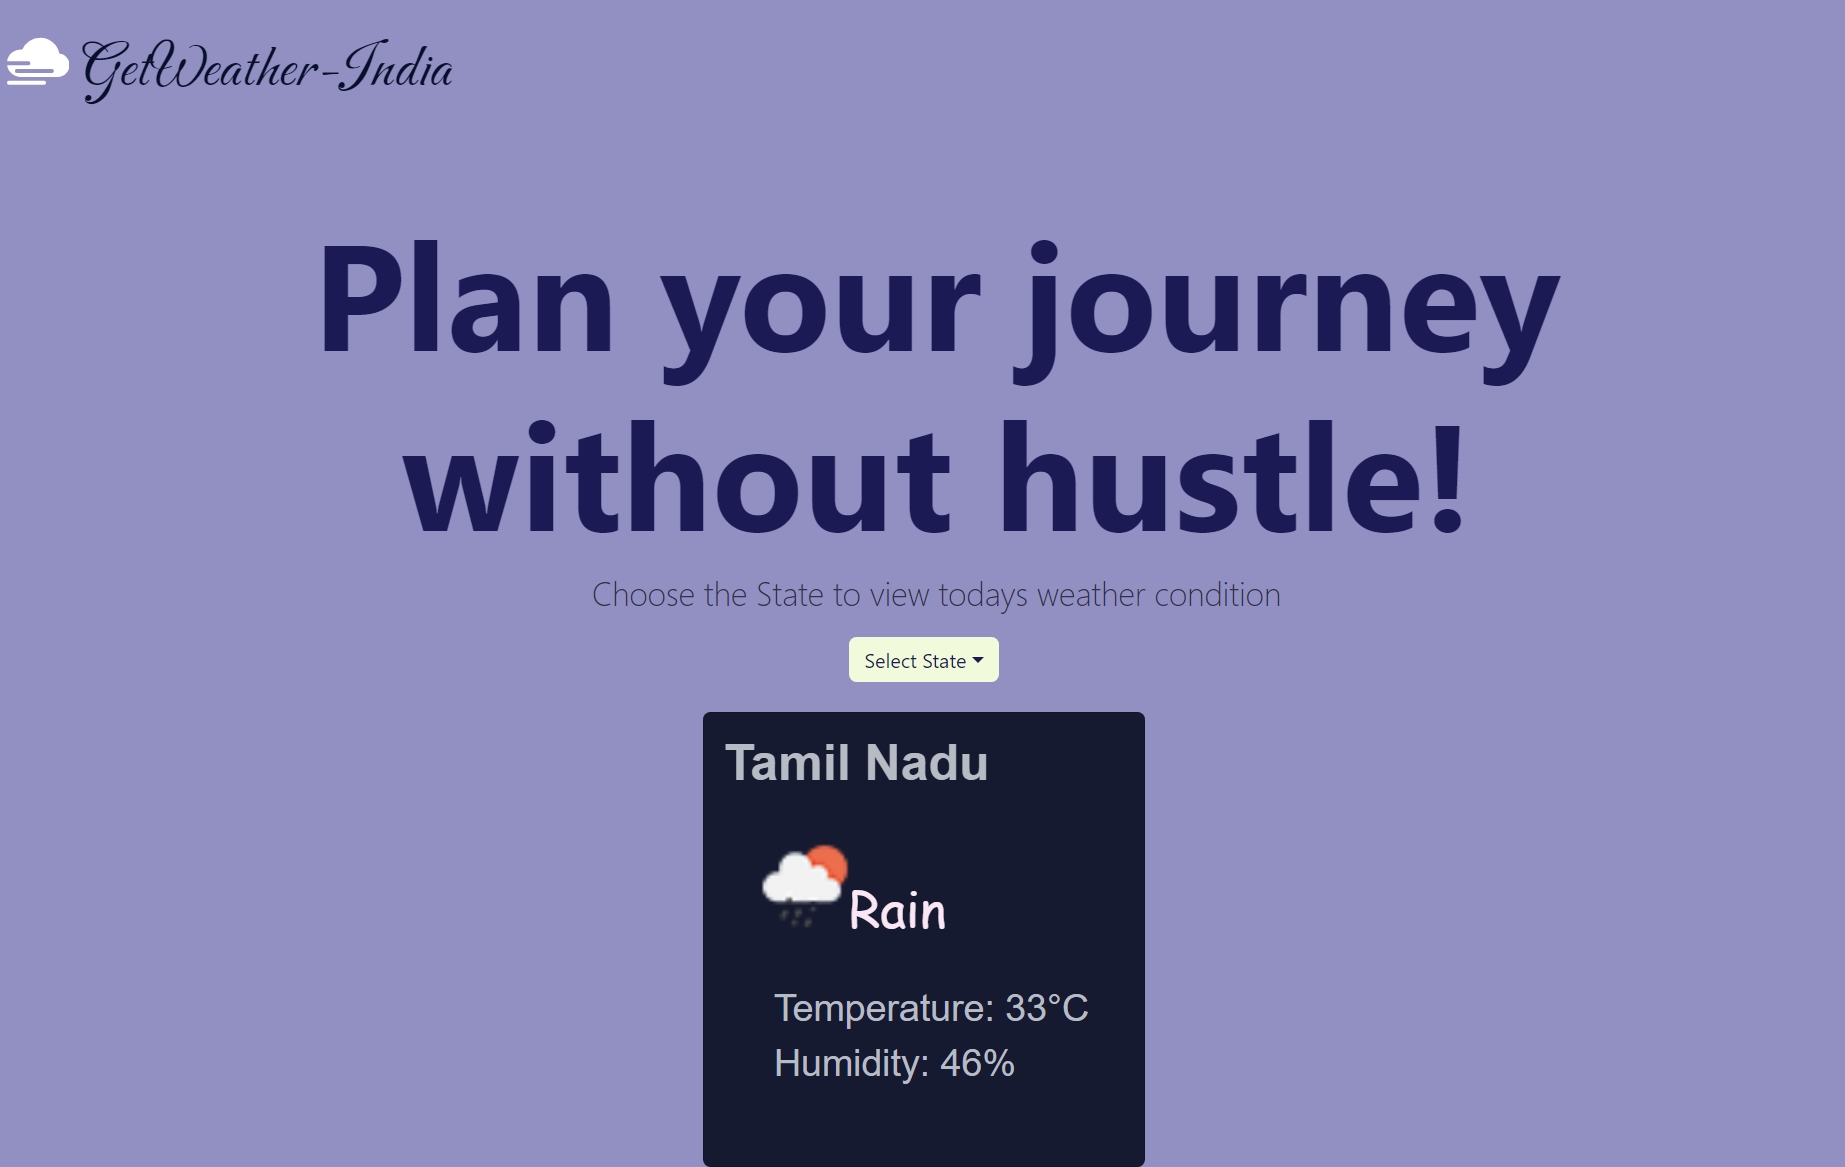 GetWeather-India
Plan your journey
without hustle!
Choose the State to view todays weather condition
Select State
Tamil Nadu
Rain
Temperature: 33°C
Humidity: 46%